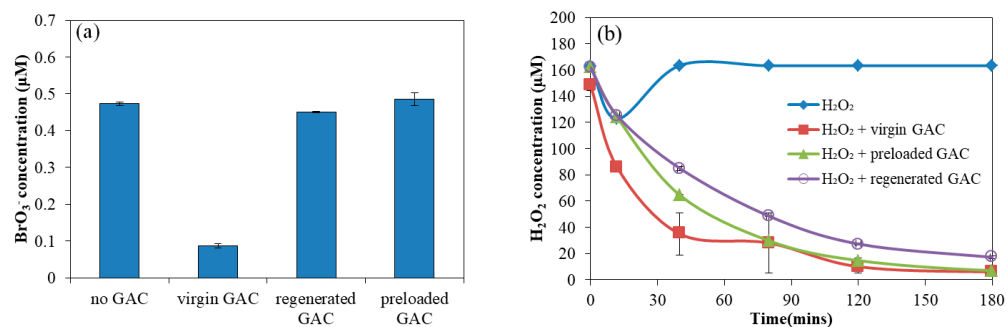 (a)
BrO₃⁻ concentration (μM)
0.7
0.6
0.5
0.4
0.3
0.2
0.1
0
no GAC
virgin GAC
regenerated GAC
preloaded GAC
(b)
H₂O₂ concentration (μM)
200
180
160
140
120
100
80
60
40
20
0
H₂O₂
H₂O₂ + virgin GAC
H₂O₂ + preloaded GAC
H₂O₂ + regenerated GAC
0 30 60 90 120 150 180
Time(mins)